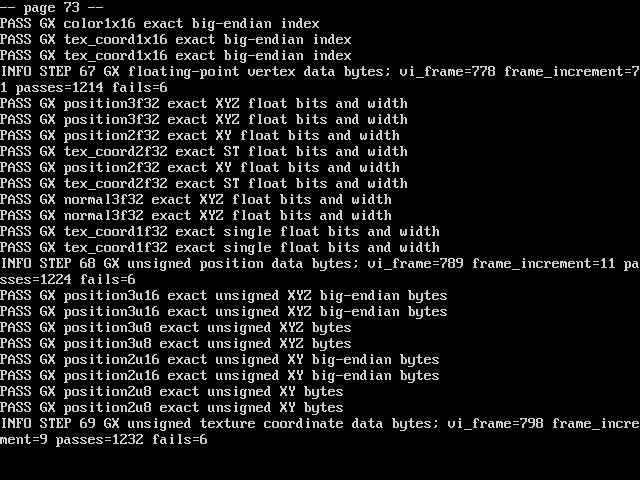 -- page 73 --
PASS GX color1x16 exact big-endian index
PASS GX tex_coord1x16 exact big-endian index
PASS GX tex_coord1x16 exact big-endian index
INFO STEP 67 GX floating-point vertex data bytes; vi_frame=778 frame_increment=7
1 passes=1214 fails=6
PASS GX position3f32 exact XYZ float bits and width
PASS GX position3f32 exact XYZ float bits and width
PASS GX position2f32 exact XY float bits and width
PASS GX tex_coord2f32 exact ST float bits and width
PASS GX position2f32 exact XY float bits and width
PASS GX tex_coord2f32 exact ST float bits and width
PASS GX normal3f32 exact XYZ float bits and width
PASS GX normal3f32 exact XYZ float bits and width
PASS GX tex_coord1f32 exact single float bits and width
PASS GX tex_coord1f32 exact single float bits and width
INFO STEP 68 GX unsigned position data bytes; vi_frame=789 frame_increment=11 pa
sses=1224 fails=6
PASS GX position3u16 exact unsigned XYZ big-endian bytes
PASS GX position3u16 exact unsigned XYZ big-endian bytes
PASS GX position3u8 exact unsigned XYZ bytes
PASS GX position3u8 exact unsigned XYZ bytes
PASS GX position2u16 exact unsigned XY big-endian bytes
PASS GX position2u16 exact unsigned XY big-endian bytes
PASS GX position2u8 exact unsigned XY bytes
PASS GX position2u8 exact unsigned XY bytes
INFO STEP 69 GX unsigned texture coordinate data bytes; vi_frame=798 frame_incre
ment=9 passes=1232 fails=6